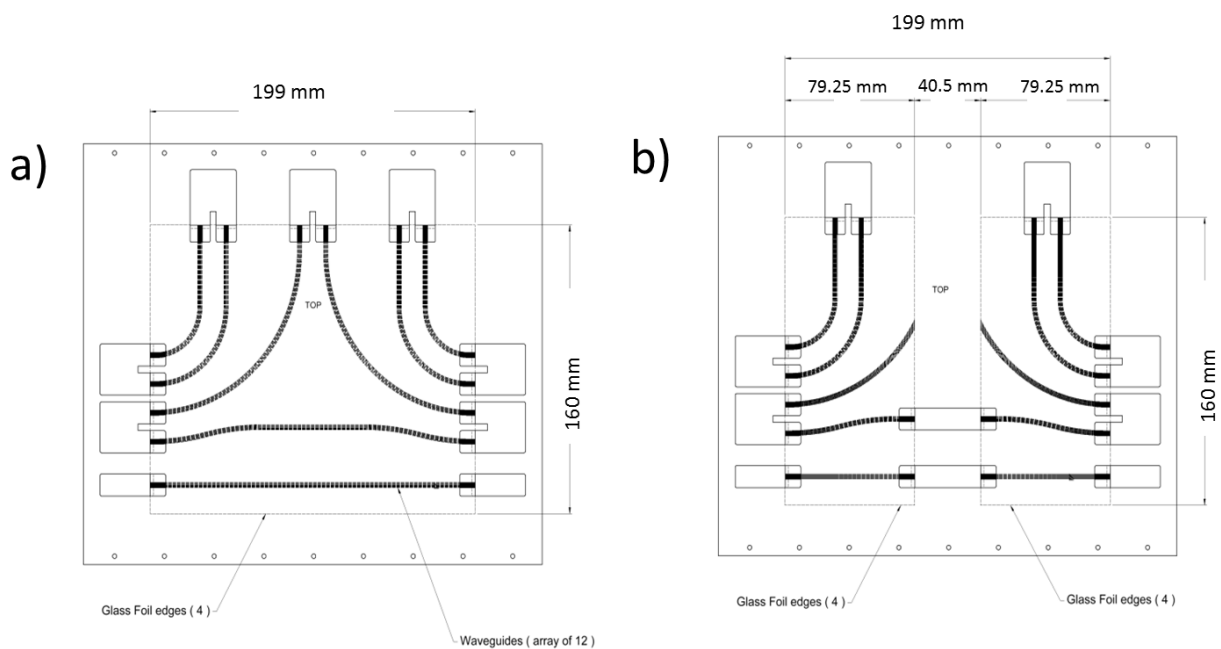 a)
199 mm
TOP
160 mm
Glass Foil edges ( 4 )
Waveguides ( array of 12 )
b)
199 mm
79.25 mm 40.5 mm 79.25 mm
TOP
160 mm
Glass Foil edges ( 4 )
Glass Foil edges ( 4 )